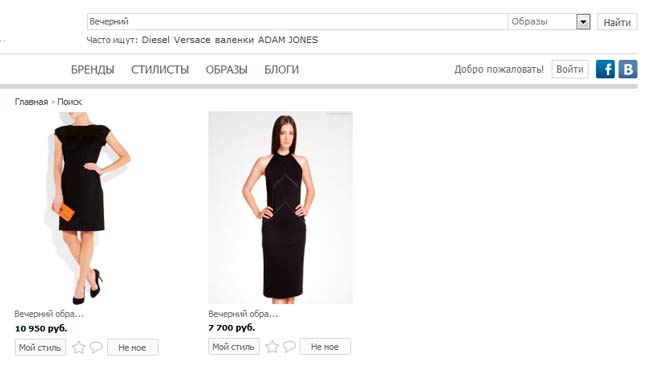 Вечерний Образы Найти
Часто ищут: Diesel Versace валенки ADAM JONES
БРЕНДЫ СТИЛИСТЫ ОБРАЗЫ БЛОГИ Добро пожаловать! Войти f B
Главная > Поиск
Вечерний обра... Вечерний обра...
10 950 руб. 7 700 руб.
Мой стиль Не мое Мой стиль Не мое